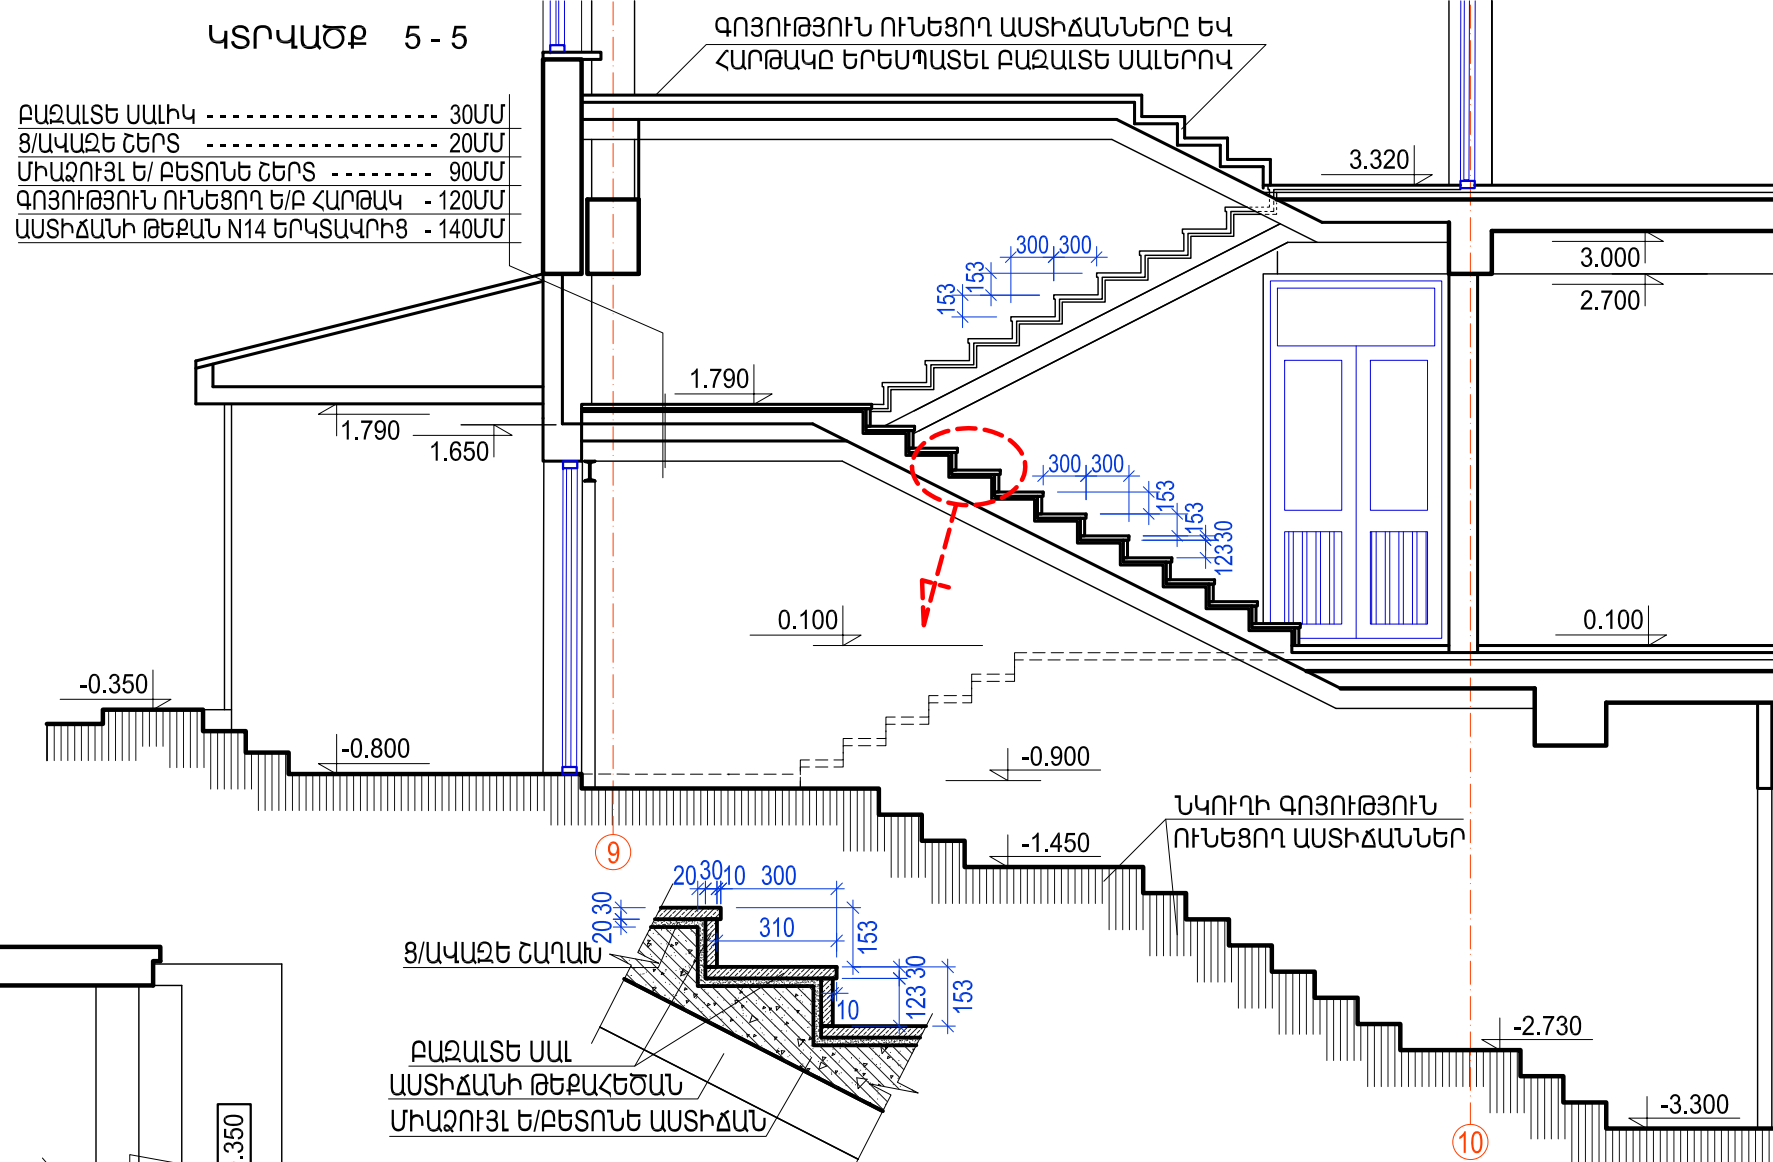 ԿՏՐՎԱԾՔ 5 - 5
ԳՈՅՈՒԹՅՈՒՆ ՈՒՆԵՑՈՂ ԱՍՏԻՃԱՆՆԵՐԸ ԵՎ
ՀԱՐԹԱԿԸ ԵՐԵՍՊԱՏԵԼ ԲԱԶԱԼՏԵ ՍԱԼԵՐՈՎ
ԲԱԶԱԼՏԵ ՍԱԼԻԿ - - - - - - - - - - - - - - - - - 30ՄՄ
Ց/ԱՎԱԶԵ ՇԵՐՏ - - - - - - - - - - - - - - - - - 20ՄՄ
ՄԻԱՁՈՒՅԼ Ե/ ԲԵՏՈՆԵ ՇԵՐՏ - - - - - - - - 90ՄՄ
ԳՈՅՈՒԹՅՈՒՆ ՈՒՆԵՑՈՂ Ե/Բ ՀԱՐԹԱԿ - 120ՄՄ
ԱՍՏԻՃԱՆԻ ԹԵՔԱՆ N14 ԵՐԿՏԱՎՐԻՑ - 140ՄՄ
3.320
3.000
2.700
300 300
153
153
1.790
1.790
1.650
300 300
153
153
30
123
0.100
0.100
-0.350
-0.800
-0.900
-1.450
ՆԿՈՒՂԻ ԳՈՅՈՒԹՅՈՒՆ
ՈՒՆԵՑՈՂ ԱՍՏԻՃԱՆՆԵՐ
9
20 30 10 300
20 30
310
153
30
123
153
10
Ց/ԱՎԱԶԵ ՇԱՂԱԽ
ԲԱԶԱԼՏԵ ՍԱԼ
ԱՍՏԻՃԱՆԻ ԹԵՔԱՀԵԾԱՆ
ՄԻԱՁՈՒՅԼ Ե/ԲԵՏՈՆԵ ԱՍՏԻՃԱՆ
-2.730
-3.300
10
.350